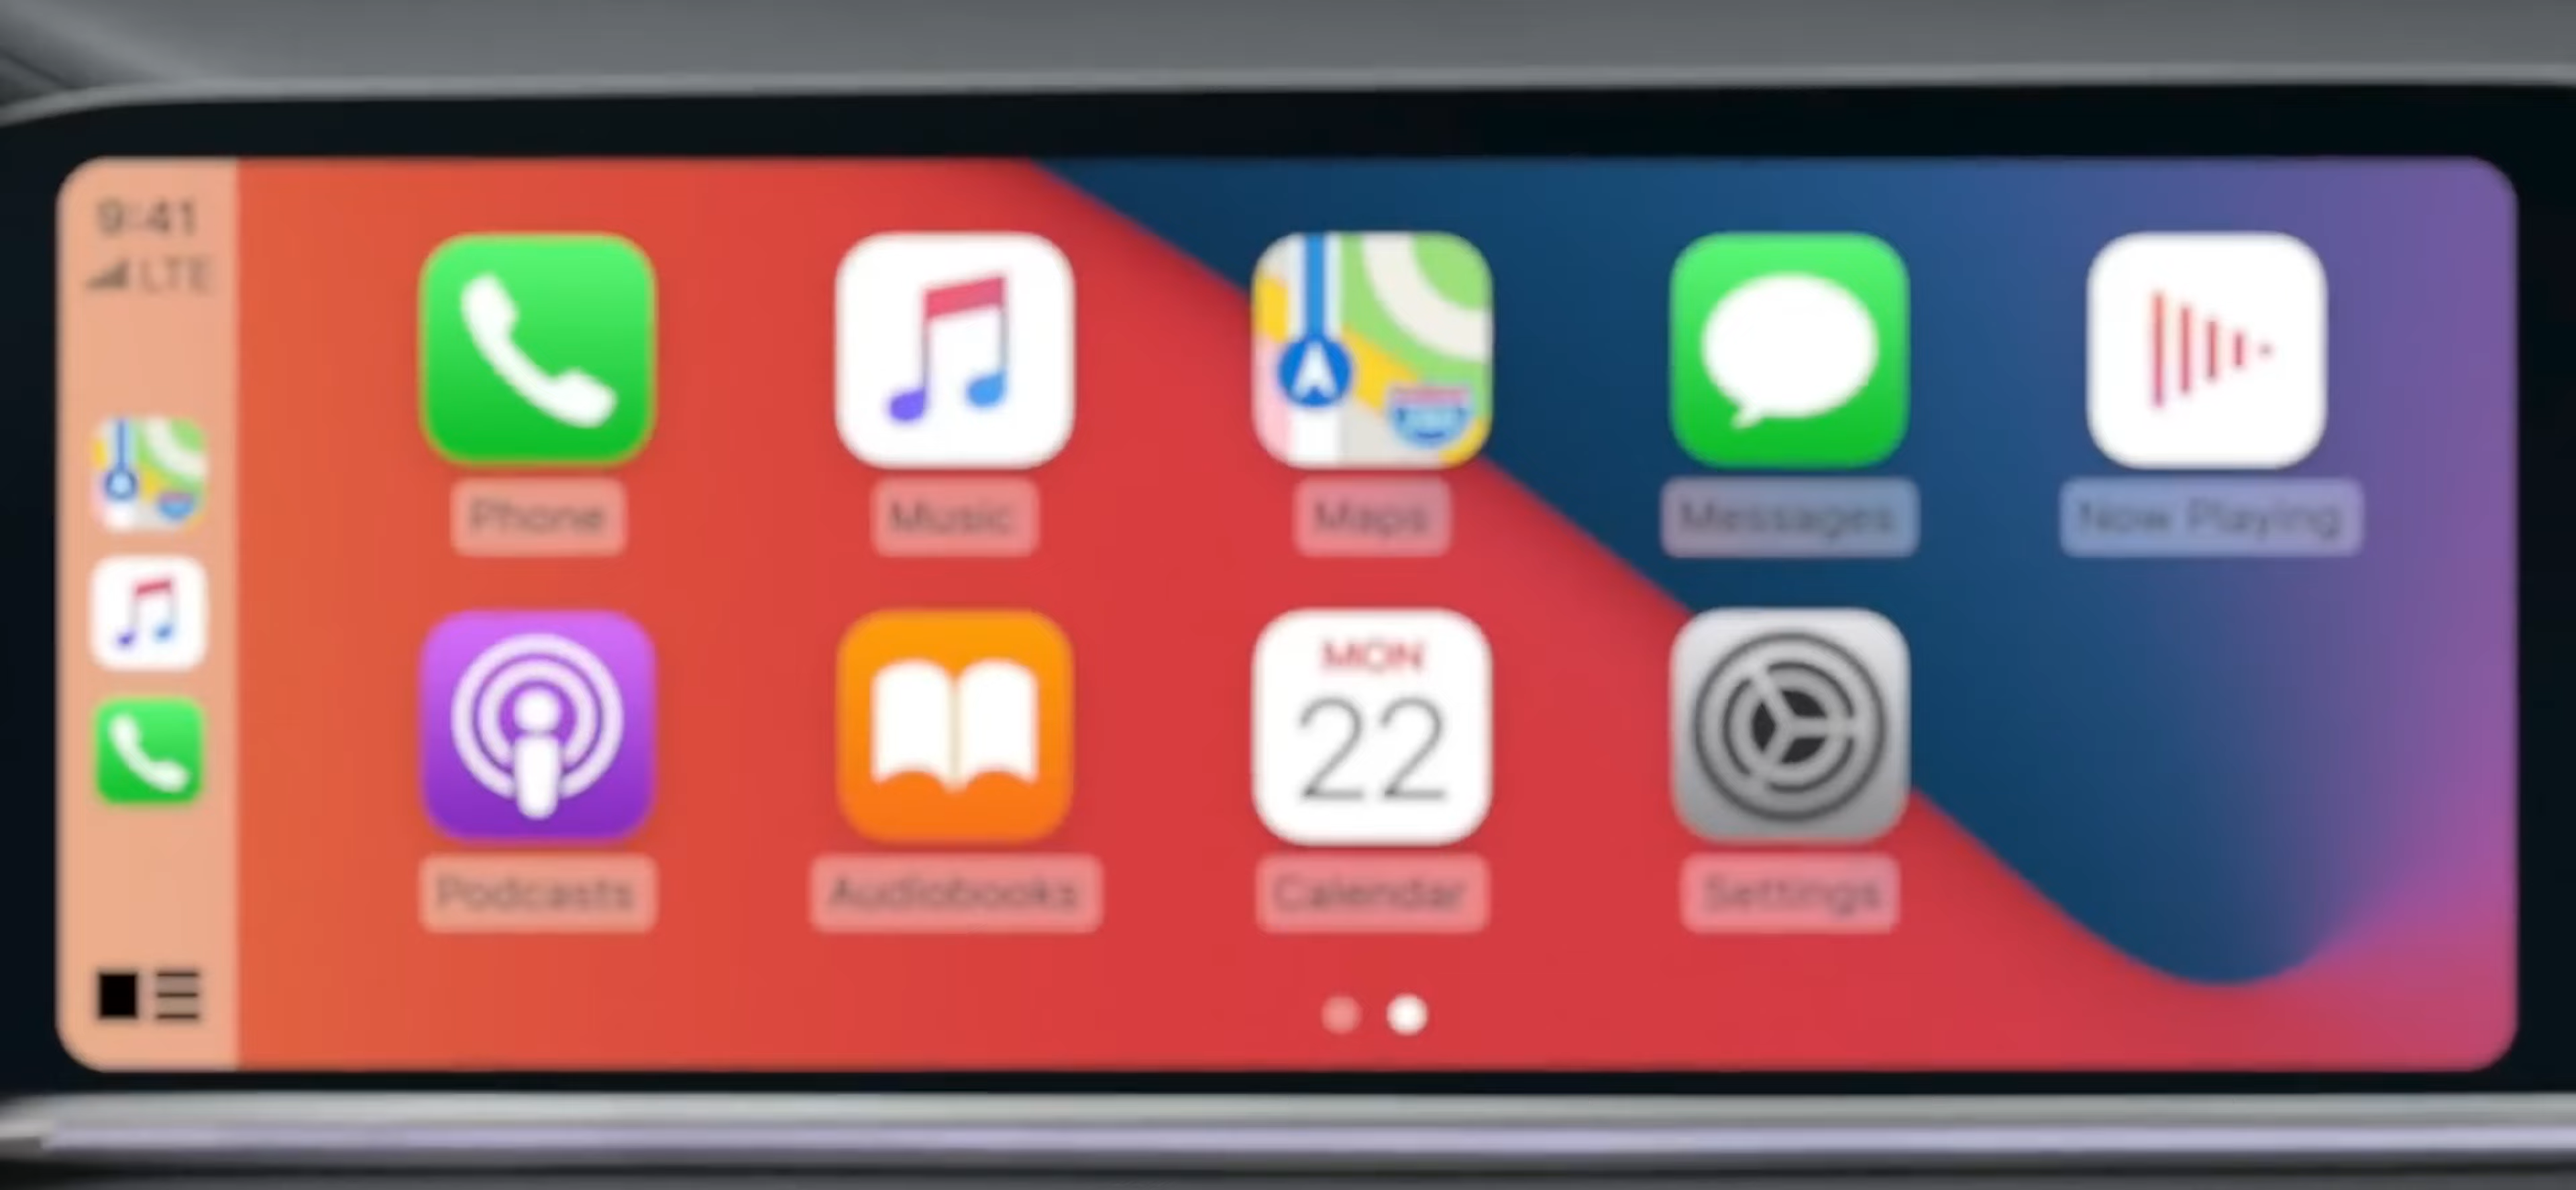 9:41
LTE
Phone
Music
Maps
Messages
Now Playing
MON
22
Podcasts
Audiobooks
Calendar
Settings